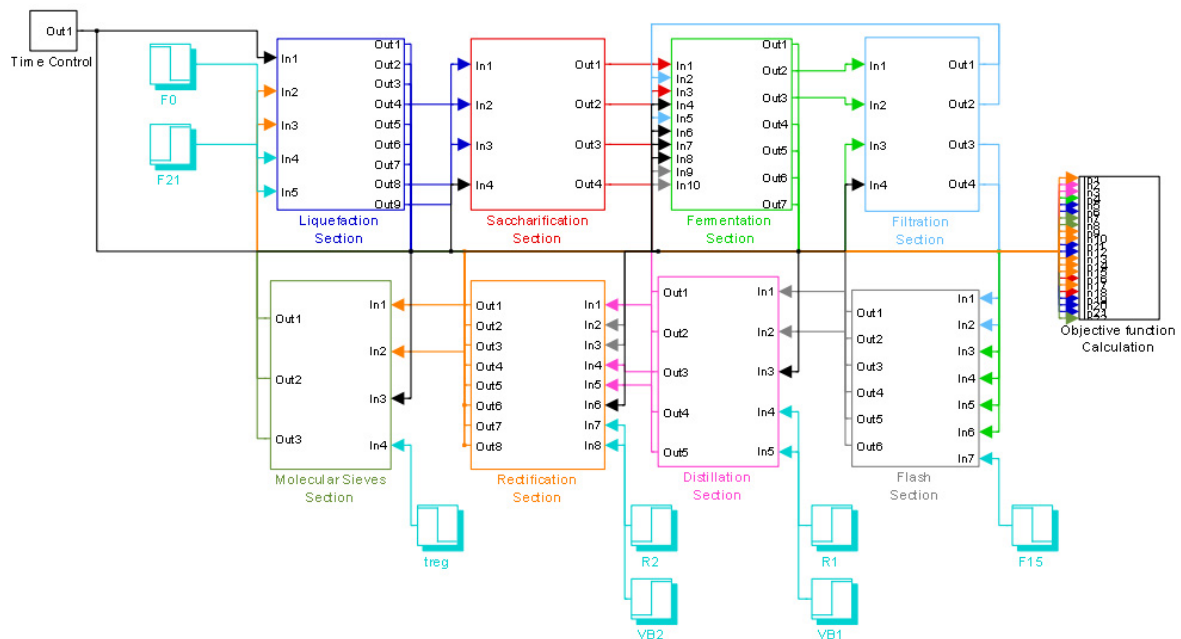 Out1
Time Control
F0
F21
In1
In2
In3
In4
In5
Out1
Out2
Out3
Out4
Out5
Out6
Out7
Out8
Out9
Liquefaction
Section
In1
In2
In3
In4
Out1
Out2
Out3
Out4
Saccharification
Section
In1
In2
In3
In4
In5
In6
In7
In8
In9
In10
Out1
Out2
Out3
Out4
Out5
Out6
Out7
Fermentation
Section
In1
In2
In3
In4
Out1
Out2
Out3
Out4
Filtration
Section
Objective function
Calculation
Out1
Out2
Out3
In1
In2
In3
In4
Molecular Sieves
Section
Out1
Out2
Out3
Out4
Out5
Out6
Out7
Out8
In1
In2
In3
In4
In5
In6
In7
In8
Rectification
Section
Out1
Out2
Out3
Out4
Out5
In1
In2
In3
In4
In5
Distillation
Section
Out1
Out2
Out3
Out4
Out5
Out6
In1
In2
In3
In4
In5
In6
In7
Flash
Section
treg
R2
R1
F15
VB2
VB1